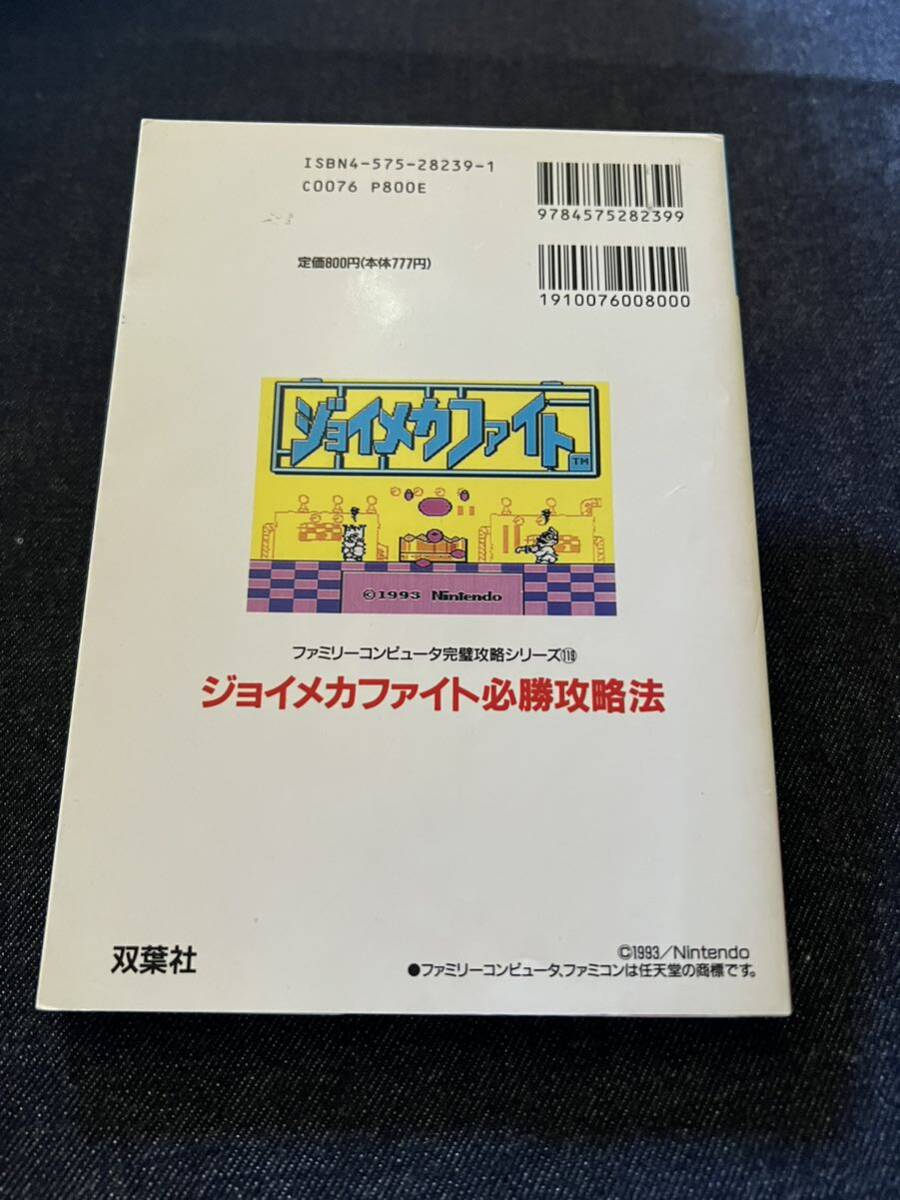 ISBN4-575-28239-1
C0076 P800E
9784575282399
定価800円(本体777円)
1910076008000
ジョイメカファイト
TM
©1993 Nintendo
ファミリーコンピュータ完璧攻略シリーズ119
ジョイメカファイト必勝攻略法
双葉社
©1993/Nintendo
●ファミリーコンピュータ、ファミコンは任天堂の商標です。